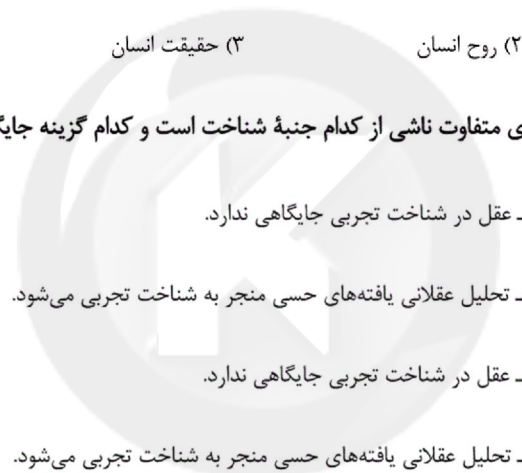 ۲) روح انسان ۳) حقیقت انسان
متفاوت ناشی از کدام جنبۀ شناخت است و کدام گزینه
ـ عقل در شناخت تجربی جایگاهی ندارد.
ـ تحلیل عقلانی یافته‌های حسی منجر به شناخت تجربی می‌شود.
ـ عقل در شناخت تجربی جایگاهی ندارد.
ـ تحلیل عقلانی یافته‌های حسی منجر به شناخت تجربی می‌شود.